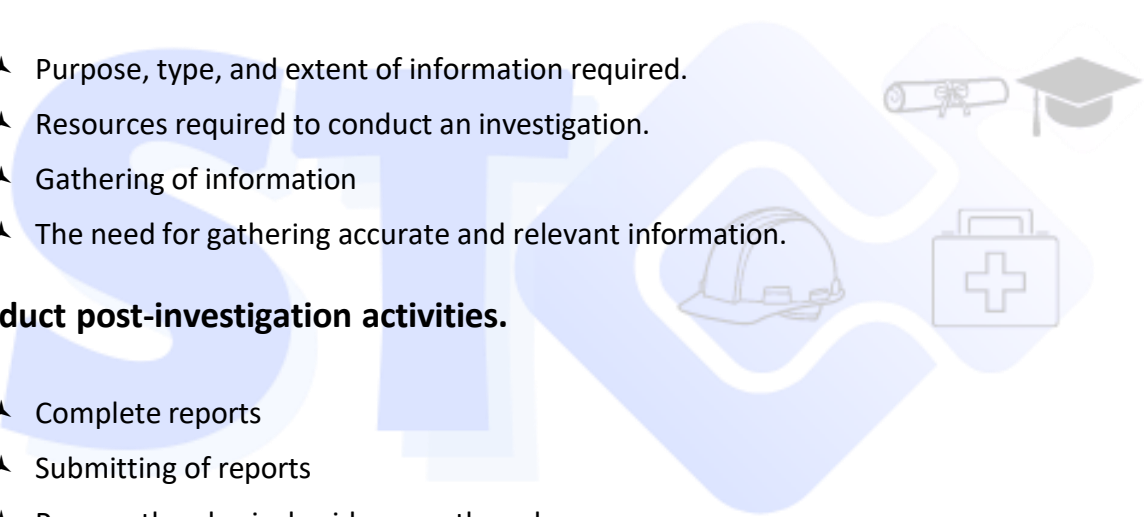 Purpose, type, and extent of information required.
Resources required to conduct an investigation.
Gathering of information
The need for gathering accurate and relevant information.
duct post-investigation activities.
Complete reports
Submitting of reports
ST